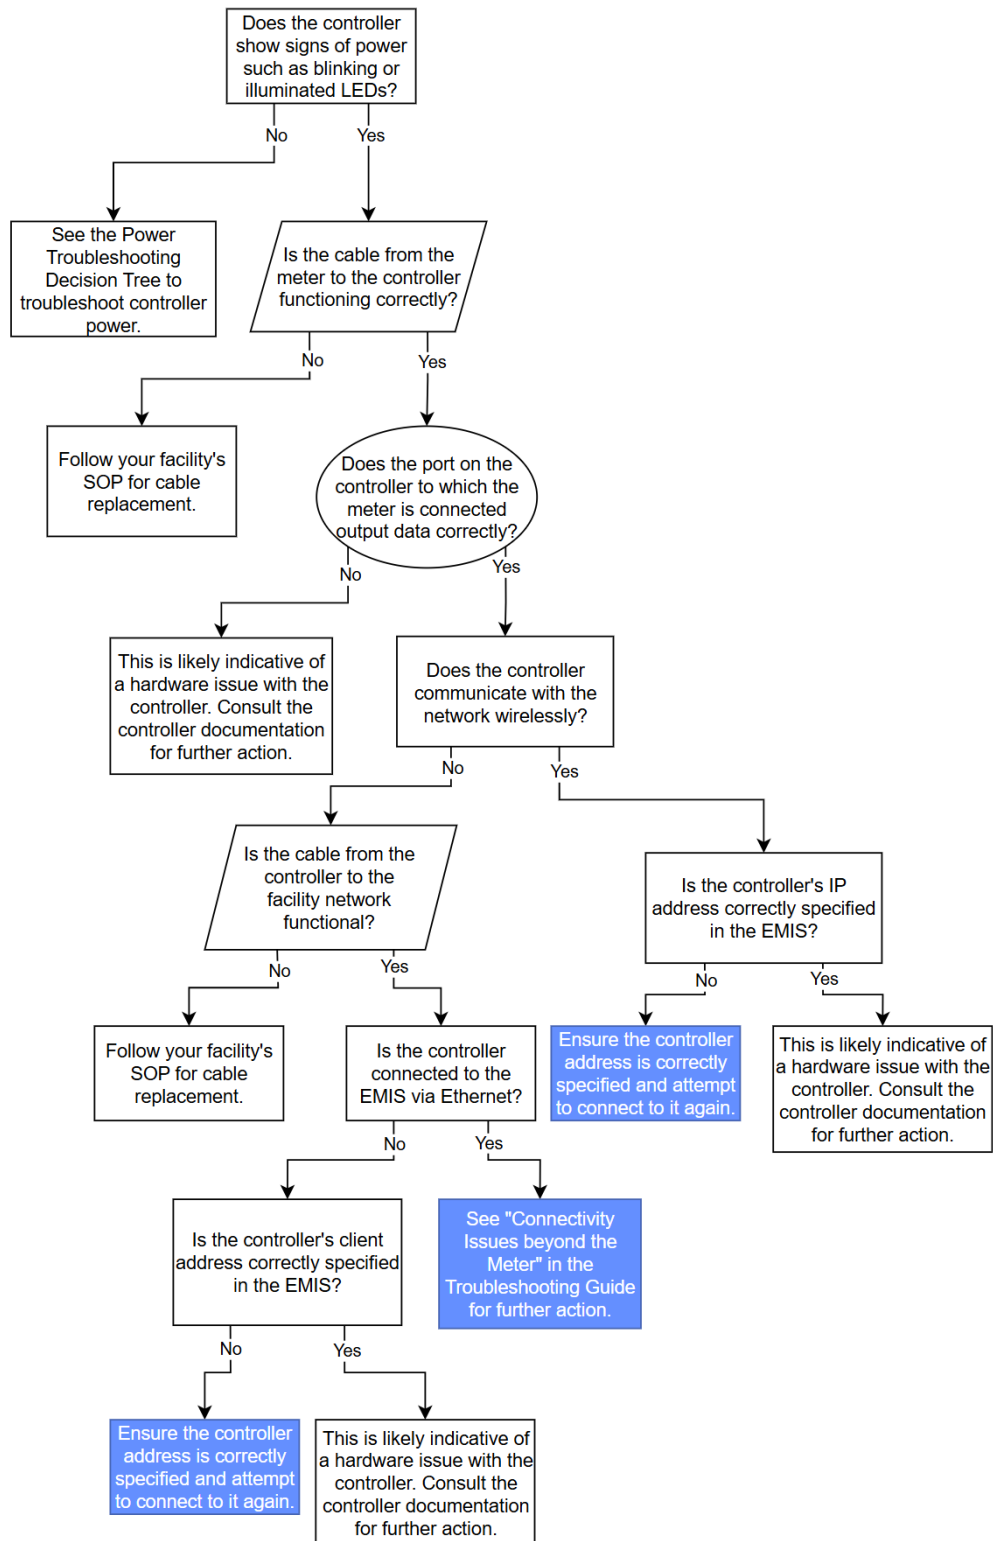 Does the controller
show signs of power
such as blinking or
illuminated LEDs?
No
Yes
See the Power
Troubleshooting
Decision Tree to
troubleshoot controller
power.
Is the cable from the
meter to the controller
functioning correctly?
No
Yes
Follow your facility's
SOP for cable
replacement.
Does the port on the
controller to which the
meter is connected
output data correctly?
No
Yes
This is likely indicative of
a hardware issue with the
controller. Consult the
controller documentation
for further action.
Does the controller
communicate with the
network wirelessly?
No
Yes
Is the cable from the
controller to the
facility network
functional?
Is the controller's IP
address correctly specified
in the EMIS?
No
Yes
No
Yes
Follow your facility's
SOP for cable
replacement.
Is the controller
connected to the
EMIS via Ethernet?
Ensure the controller
address is correctly
specified and attempt
to connect to it again.
This is likely indicative of
a hardware issue with the
controller. Consult the
controller documentation
for further action.
No
Yes
Is the controller's client
address correctly specified
in the EMIS?
See "Connectivity
Issues beyond the
Meter" in the
Troubleshooting Guide
for further action.
No
Yes
Ensure the controller
address is correctly
specified and attempt
to connect to it again.
This is likely indicative of
a hardware issue with the
controller. Consult the
controller documentation
for further action.